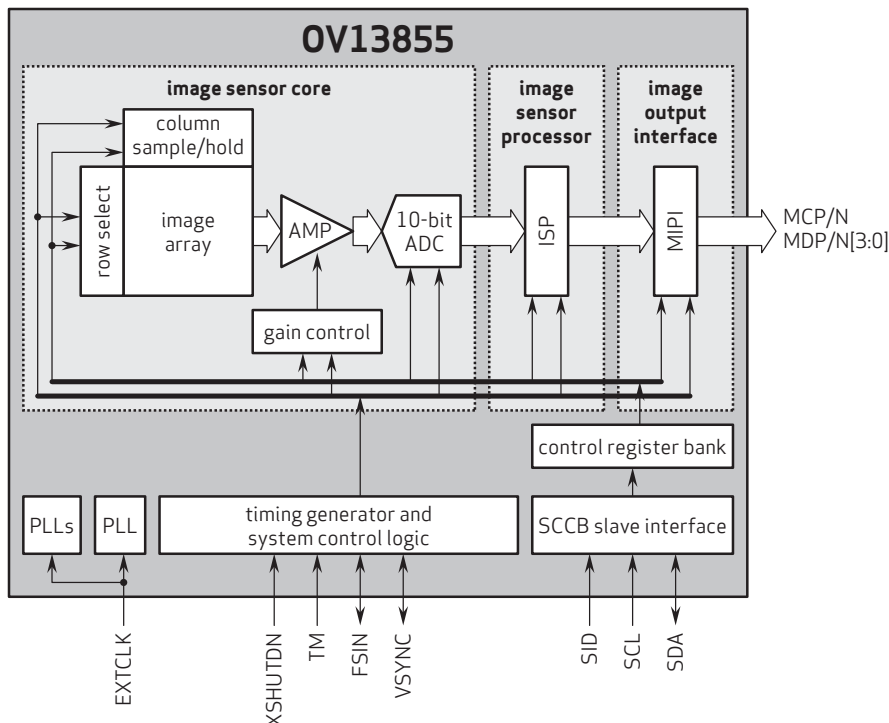 OV13855
image sensor core
image
sensor
processor
image
output
interface
column
sample/hold
row select
image
array
AMP
10-bit
ADC
ISP
MIPI
MCP/N
MDP/N[3:0]
gain control
control register bank
PLLs
PLL
timing generator and
system control logic
SCCB slave interface
EXTCLK
XSHUTDN
TM
FSIN
VSYNC
SID
SCL
SDA